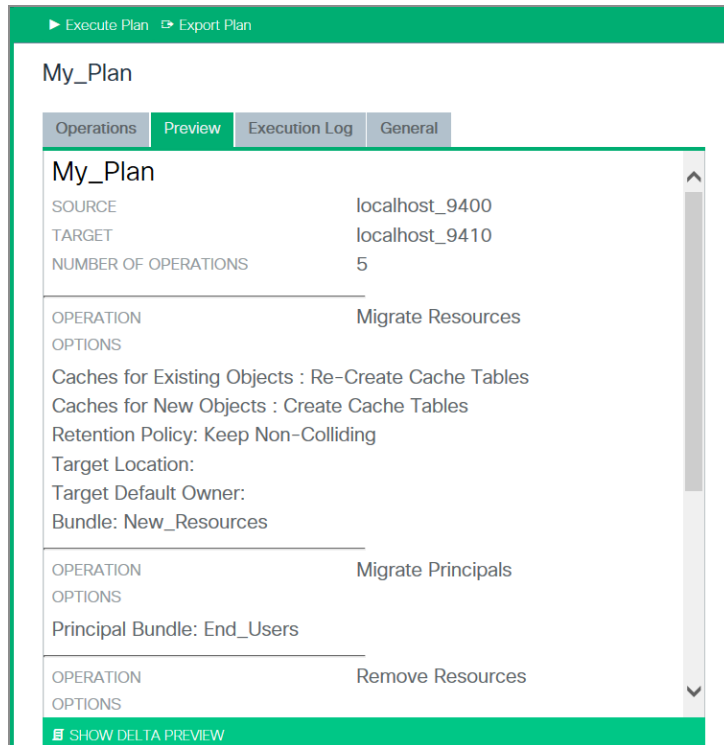 Execute Plan Export Plan
My_Plan
Operations Preview Execution Log General
My_Plan
SOURCE localhost_9400
TARGET localhost_9410
NUMBER OF OPERATIONS 5
OPERATION Migrate Resources
OPTIONS
Caches for Existing Objects : Re-Create Cache Tables
Caches for New Objects : Create Cache Tables
Retention Policy: Keep Non-Colliding
Target Location:
Target Default Owner:
Bundle: New_Resources
OPERATION Migrate Principals
OPTIONS
Principal Bundle: End_Users
OPERATION Remove Resources
OPTIONS
SHOW DELTA PREVIEW